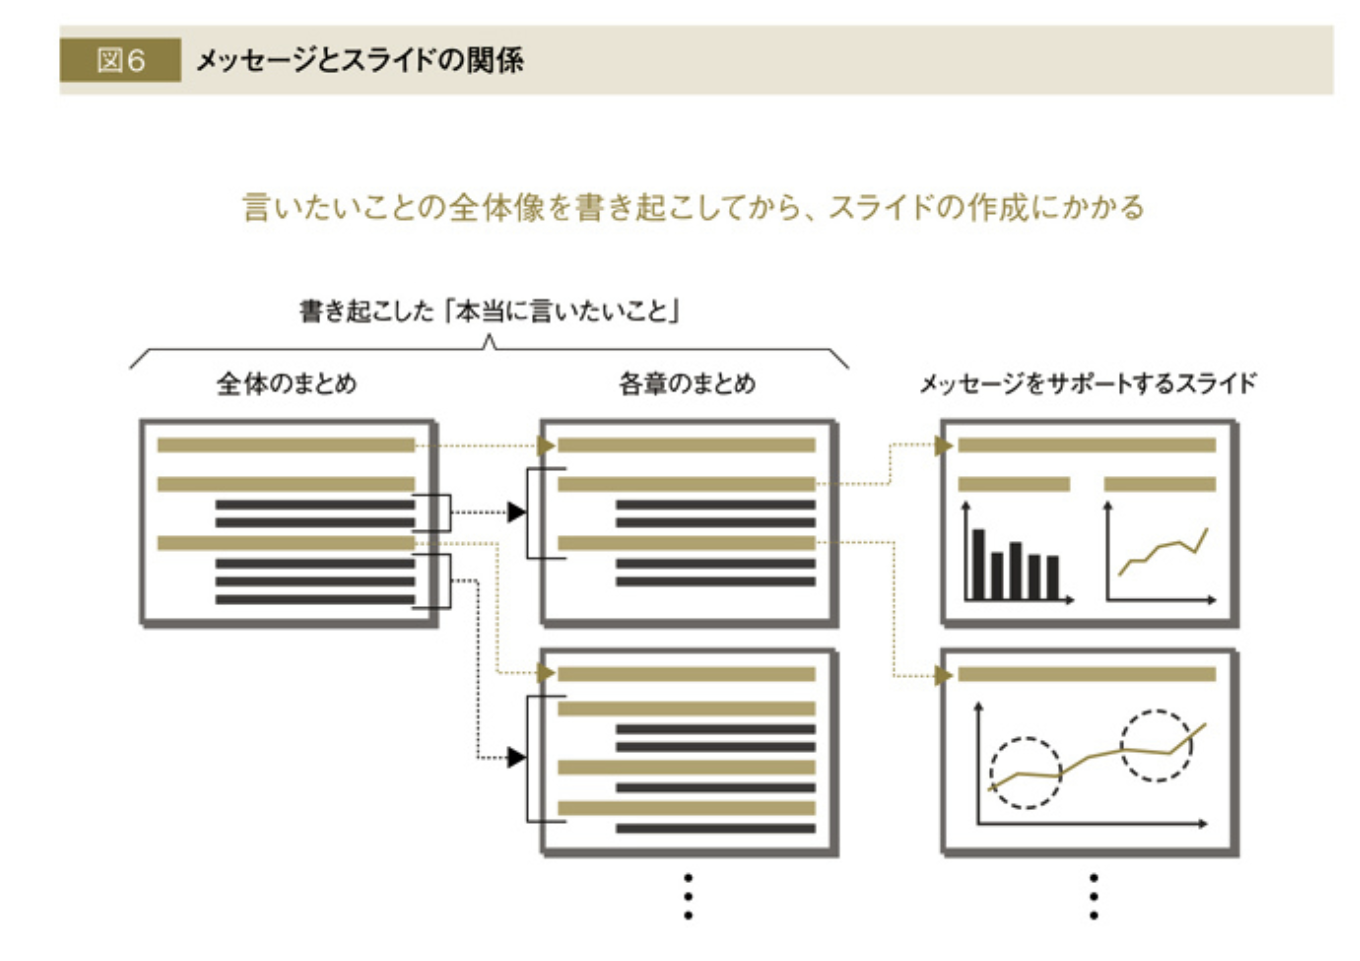 図6 メッセージとスライドの関係
言いたいことの全体像を書き起こしてから、スライドの作成にかかる
書き起こした「本当に言いたいこと」
全体のまとめ
各章のまとめ
メッセージをサポートするスライド